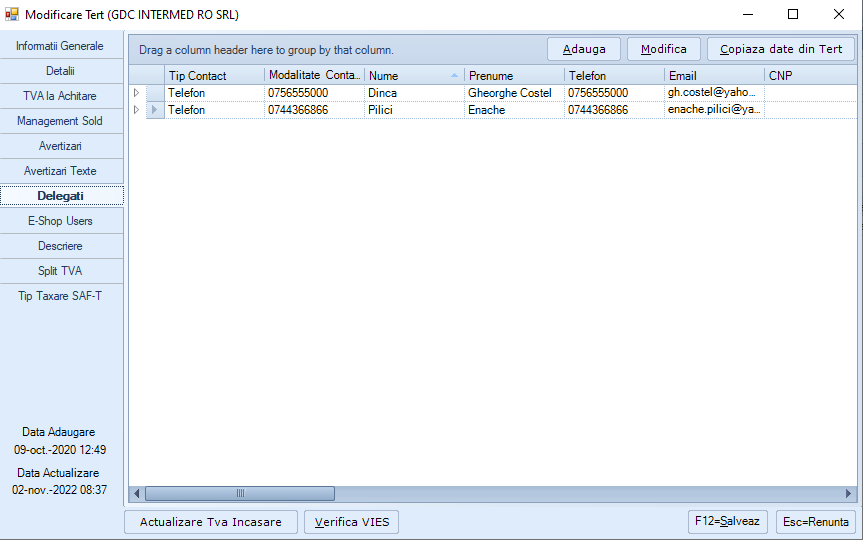 Modificare Tert (GDC INTERMED RO SRL)
Informatii Generale
Detalii
TVA la Achitare
Management Sold
Avertizari
Avertizari Texte
Delegati
E-Shop Users
Descriere
Split TVA
Tip Taxare SAF-T
Data Adaugare
09-oct.-2020 12:49
Data Actualizare
02-nov.-2022 08:37
Drag a column header here to group by that column.
Adauga Modifica Copiaza date din Tert
Tip Contact Modalitate Conta... Nume Prenume Telefon Email CNP
Telefon 0756555000 Dinca Gheorghe Costel 0756555000 gh.costel@yaho...
Telefon 0744366866 Pilici Enache 0744366866 enache.pilici@ya...
Actualizare Tva Incasare Verifica VIES F12=Salveaz Esc=Renunta